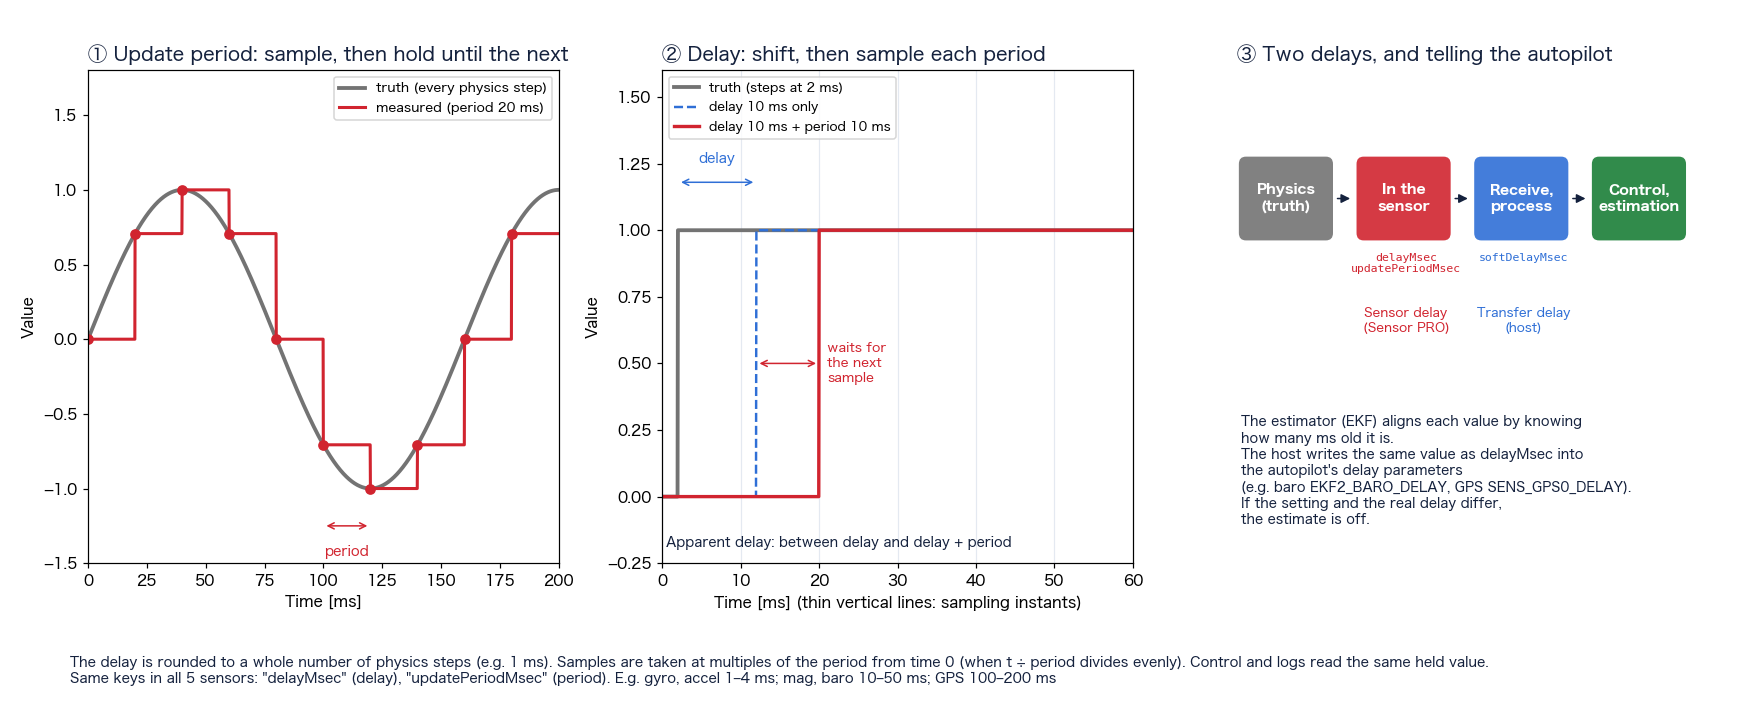 ① Update period: sample, then hold until the next
truth (every physics step)
measured (period 20 ms)
1.5
1.0
0.5
0.0
−0.5
−1.0
−1.5
Value
period
0 25 50 75 100 125 150 175 200
Time [ms]
② Delay: shift, then sample each period
truth (steps at 2 ms)
delay 10 ms only
delay 10 ms + period 10 ms
delay
waits for
the next
sample
1.50
1.25
1.00
0.75
0.50
0.25
0.00
−0.25
Value
Apparent delay: between delay and delay + period
0 10 20 30 40 50 60
Time [ms] (thin vertical lines: sampling instants)
③ Two delays, and telling the autopilot
Physics
(truth)
In the
sensor
Receive,
process
Control,
estimation
delayMsec
updatePeriodMsec
softDelayMsec
Sensor delay
(Sensor PRO)
Transfer delay
(host)
The estimator (EKF) aligns each value by knowing
how many ms old it is.
The host writes the same value as delayMsec into
the autopilot's delay parameters
(e.g. baro EKF2_BARO_DELAY, GPS SENS_GPS0_DELAY).
If the setting and the real delay differ,
the estimate is off.
The delay is rounded to a whole number of physics steps (e.g. 1 ms). Samples are taken at multiples of the period from time 0 (when t ÷ period divides evenly). Control and logs read the same held value.
Same keys in all 5 sensors: "delayMsec" (delay), "updatePeriodMsec" (period). E.g. gyro, accel 1–4 ms; mag, baro 10–50 ms; GPS 100–200 ms